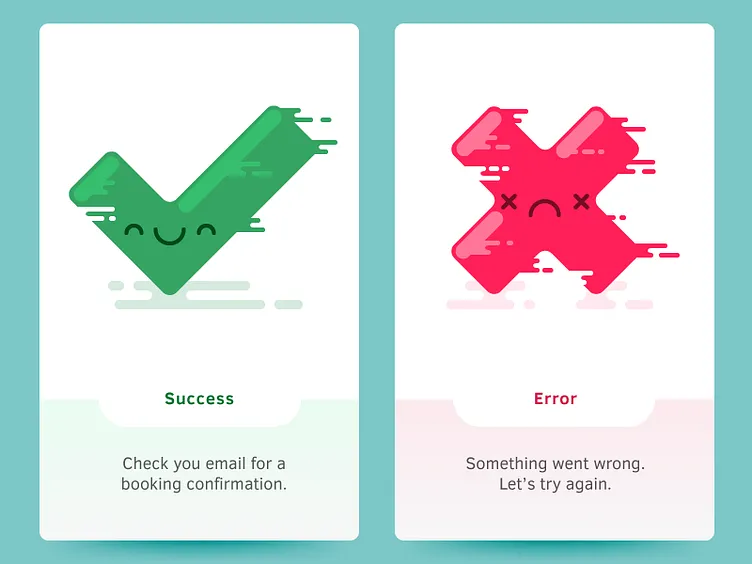 Success
Check you email for a
booking confirmation.
Error
Something went wrong.
Let’s try again.